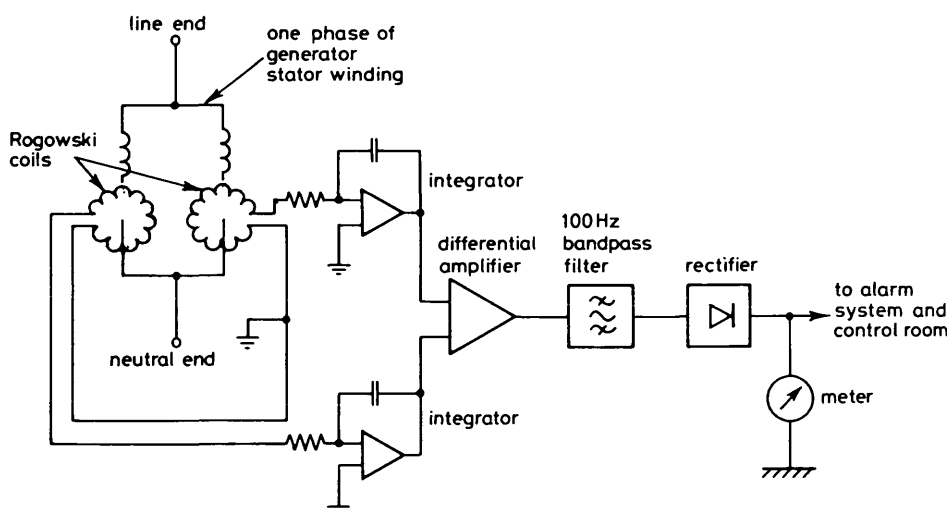 line end
one phase of
generator
stator winding
Rogowski
coils
integrator
differential
amplifier
100Hz
bandpass
filter
rectifier
to alarm
system and
control room
neutral end
integrator
meter